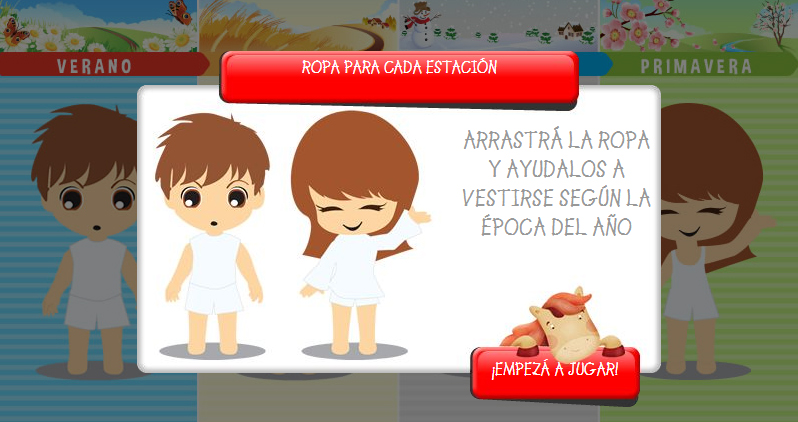 VERANO
PRIMAVERA
ROPA PARA CADA ESTACIÓN
ARRASTRÁ LA ROPA
Y AYUDALOS A
VESTIRSE SEGÚN LA
ÉPOCA DEL AÑO
¡EMPEZÁ A JUGAR!